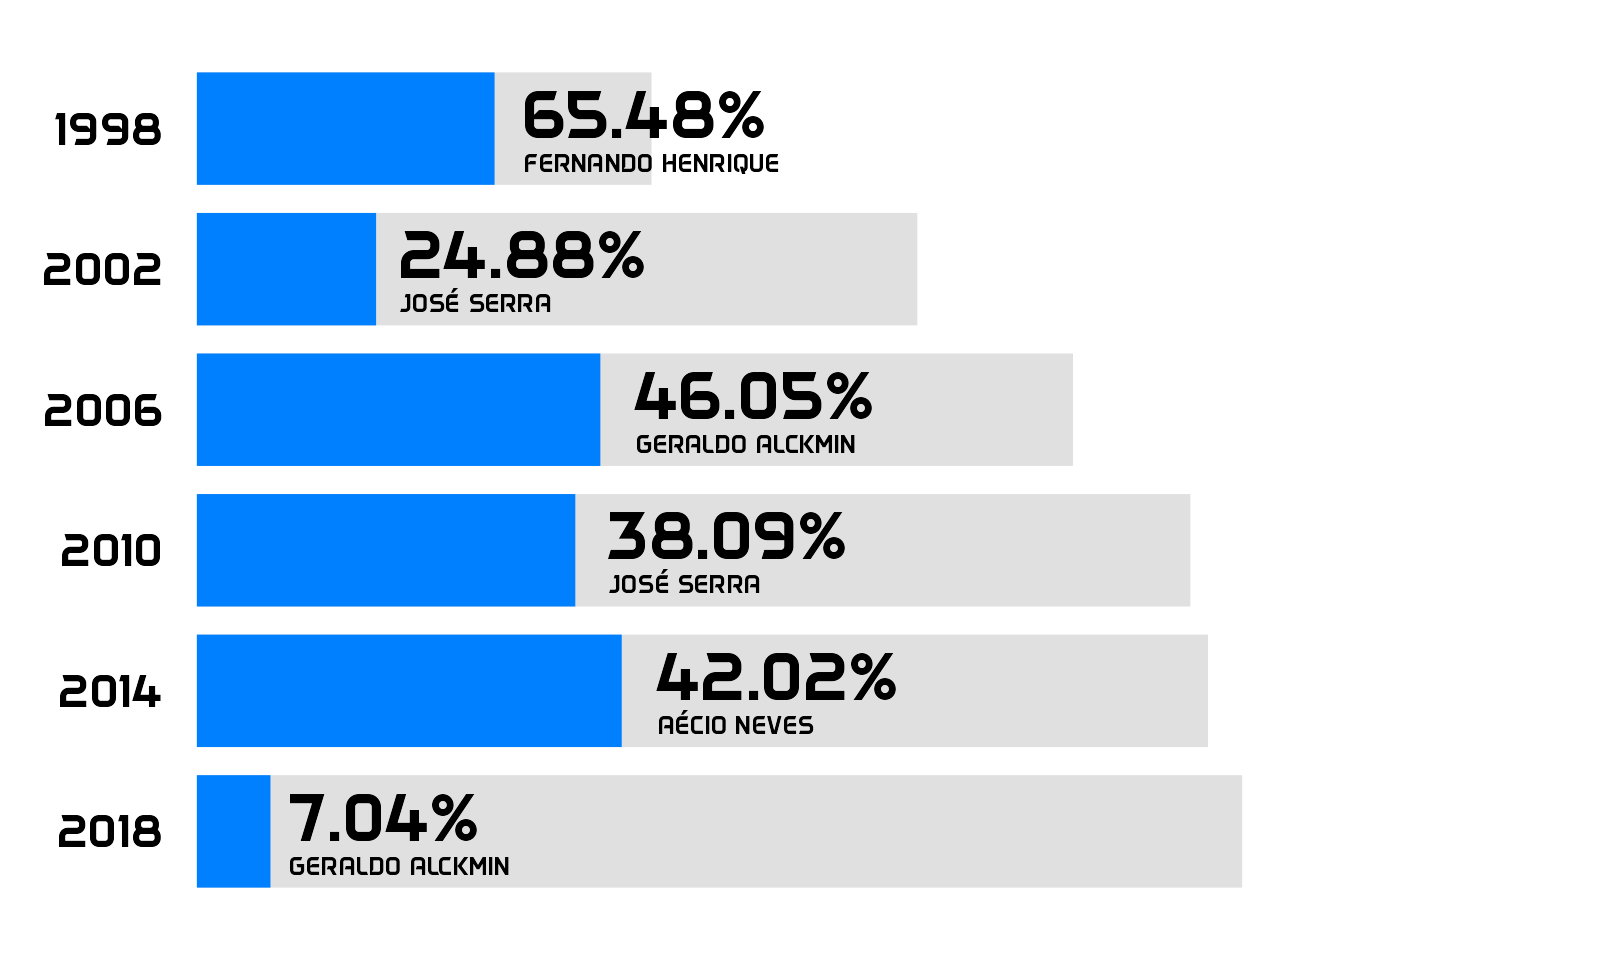 1998
65.48%
FERNANDO HENRIQUE
2002
24.88%
JOSÉ SERRA
2006
46.05%
GERALDO ALCKMIN
2010
38.09%
JOSÉ SERRA
2014
42.02%
AÉCIO NEVES
2018
7.04%
GERALDO ALCKMIN